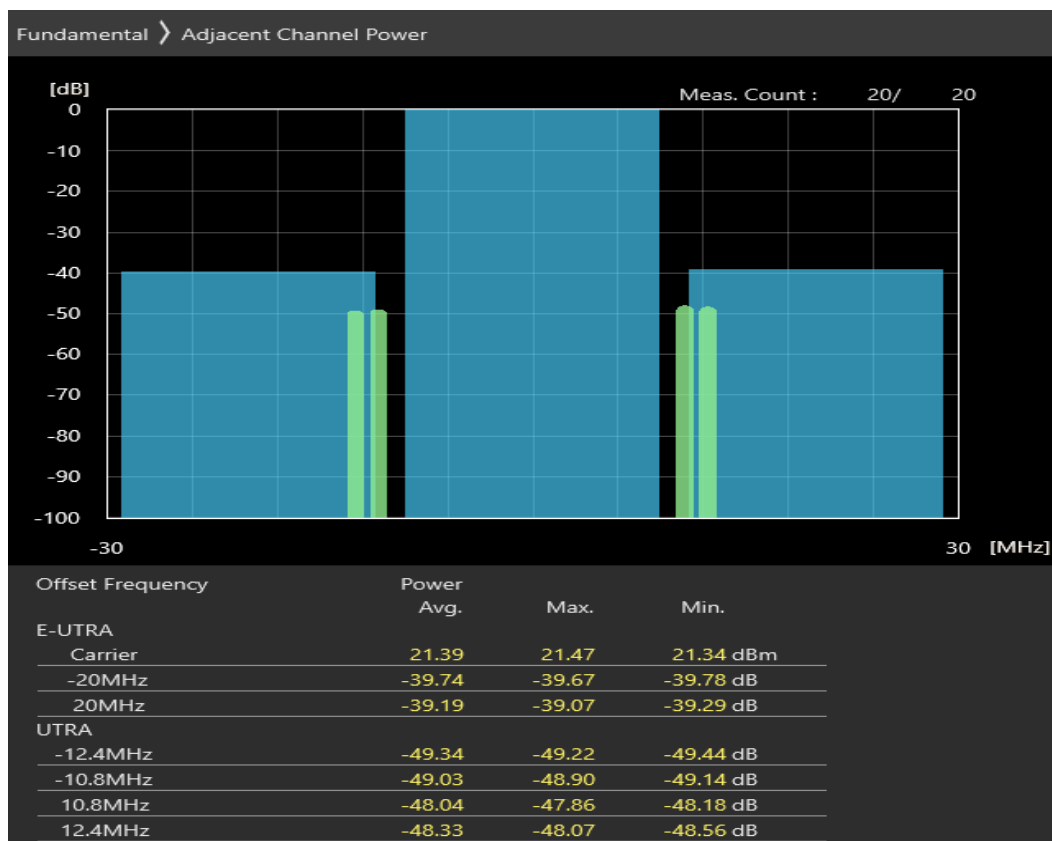 Fundamental 〉 Adjacent Channel Power
[dB]
Meas. Count : 20/ 20
0
-10
-20
-30
-40
-50
-60
-70
-80
-90
-100
-30 30 [MHz]
Offset Frequency Power
Avg. Max. Min.
E-UTRA
Carrier 21.39 21.47 21.34 dBm
-20MHz -39.74 -39.67 -39.78 dB
20MHz -39.19 -39.07 -39.29 dB
UTRA
-12.4MHz -49.34 -49.22 -49.44 dB
-10.8MHz -49.03 -48.90 -49.14 dB
10.8MHz -48.04 -47.86 -48.18 dB
12.4MHz -48.33 -48.07 -48.56 dB